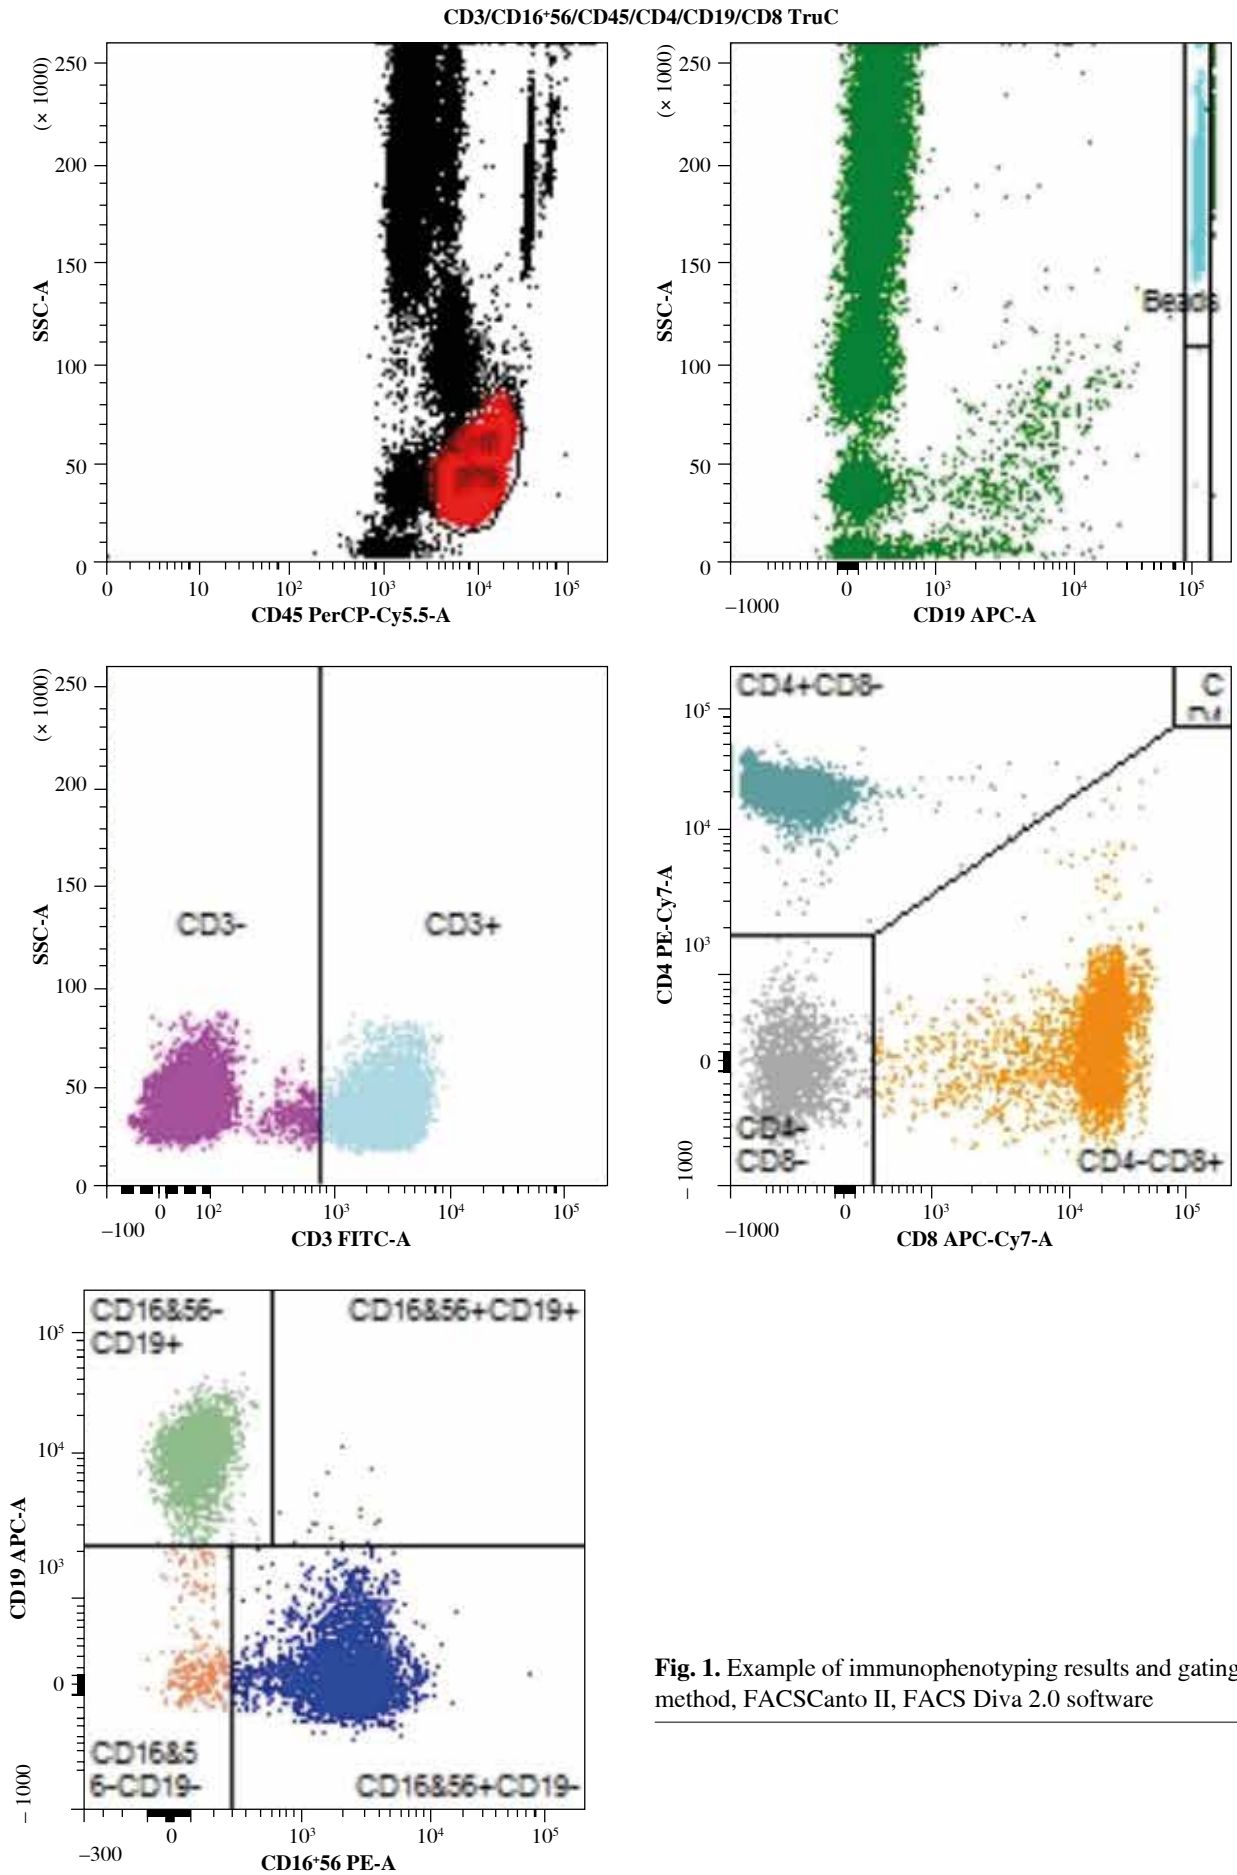 CD3/CD16+56/CD45/CD4/CD19/CD8 TruC
(× 1000)
250
200
150
100
50
0
SSC-A
0
10
10²
10³
10⁴
10⁵
CD45 PerCP-Cy5.5-A
(× 1000)
250
200
150
100
50
0
SSC-A
Beads
−1000
0
10³
10⁴
10⁵
CD19 APC-A
(× 1000)
250
200
150
100
50
0
SSC-A
CD3-
CD3+
−100
0
10²
10³
10⁴
10⁵
CD3 FITC-A
CD4+CD8-
C
D4
10⁵
10⁴
10³
0
−1000
CD4 PE-Cy7-A
CD4-
CD8-
CD4-CD8+
−1000
0
10³
10⁴
10⁵
CD8 APC-Cy7-A
CD16&56-
CD19+
CD16&56+CD19+
10⁵
10⁴
10³
0
−1000
CD19 APC-A
CD16&5
6-CD19-
CD16&56+CD19-
−300
0
10³
10⁴
10⁵
CD16+56 PE-A
Fig. 1. Example of immunophenotyping results and gating
method, FACSCanto II, FACS Diva 2.0 software